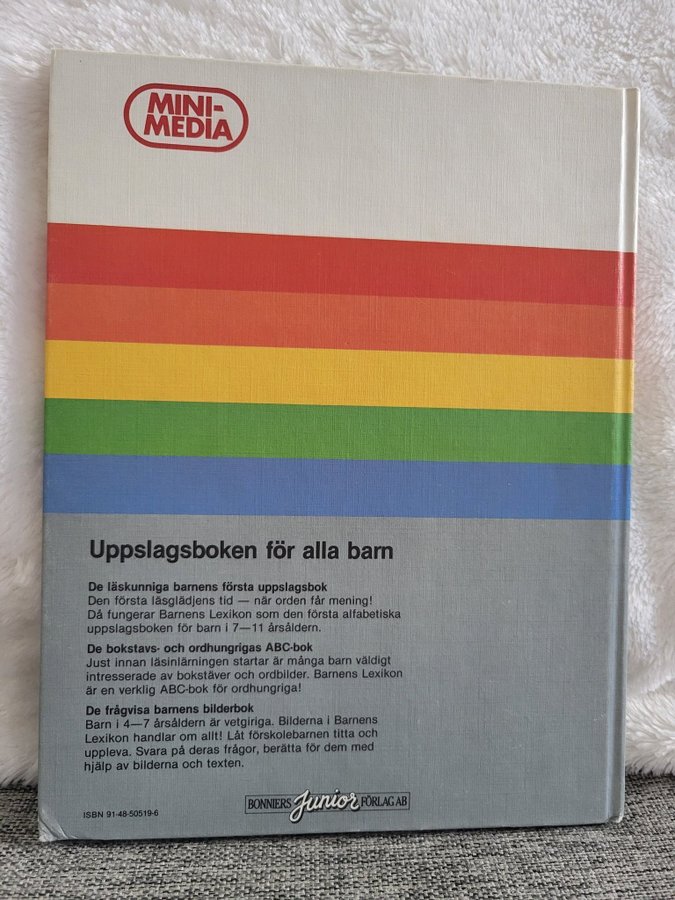 MINI-
MEDIA
Uppslagsboken för alla barn
De läskunniga barnens första uppslagsbok
Den första läsglädjens tid — när orden får mening!
Då fungerar Barnens Lexikon som den första alfabetiska
uppslagsboken för barn i 7—11 årsåldern.
De bokstavs- och ordhungrigas ABC-bok
Just innan läsinlärningen startar är många barn väldigt
intresserade av bokstäver och ordbilder. Barnens Lexikon
är en verklig ABC-bok för ordhungriga!
De frågvisa barnens bilderbok
Barn i 4—7 årsåldern är vetgiriga. Bilderna i Barnens
Lexikon handlar om allt! Låt förskolebarnen titta och
uppleva. Svara på deras frågor, berätta för dem med
hjälp av bilderna och texten.
ISBN 91-48-50519-6
BONNIERS Junior FÖRLAG AB